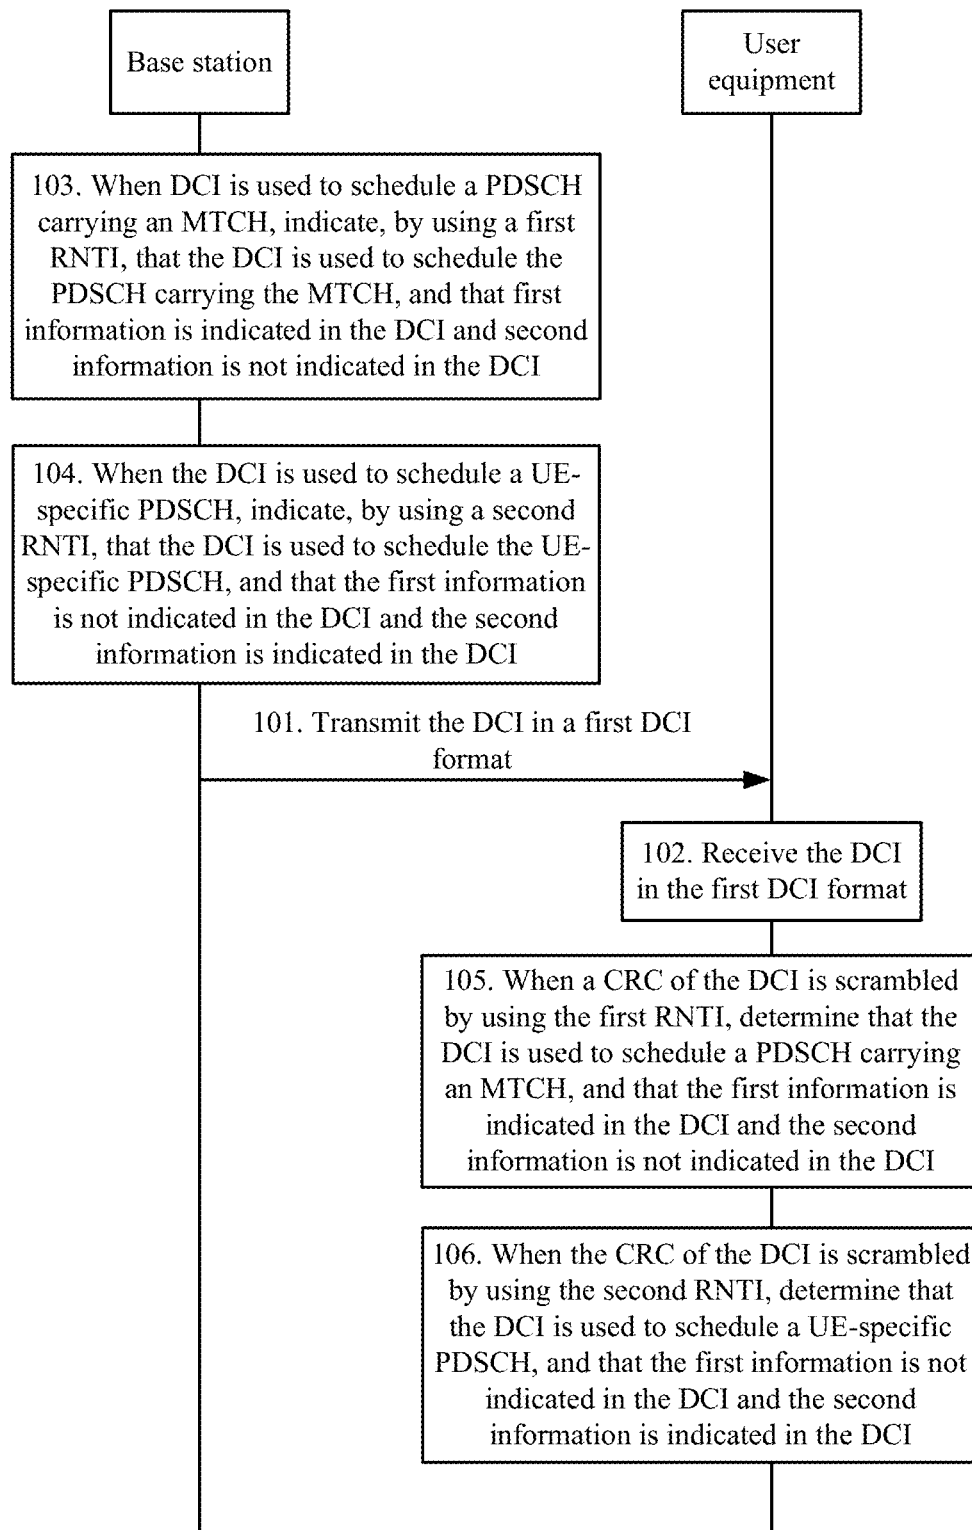 Base station
User
equipment
103. When DCI is used to schedule a PDSCH
carrying an MTCH, indicate, by using a first
RNTI, that the DCI is used to schedule the
PDSCH carrying the MTCH, and that first
information is indicated in the DCI and second
information is not indicated in the DCI
104. When the DCI is used to schedule a UE-
specific PDSCH, indicate, by using a second
RNTI, that the DCI is used to schedule the UE-
specific PDSCH, and that the first information
is not indicated in the DCI and the second
information is indicated in the DCI
101. Transmit the DCI in a first DCI
format
102. Receive the DCI
in the first DCI format
105. When a CRC of the DCI is scrambled
by using the first RNTI, determine that the
DCI is used to schedule a PDSCH carrying
an MTCH, and that the first information is
indicated in the DCI and the second
information is not indicated in the DCI
106. When the CRC of the DCI is scrambled
by using the second RNTI, determine that
the DCI is used to schedule a UE-specific
PDSCH, and that the first information is not
indicated in the DCI and the second
information is indicated in the DCI